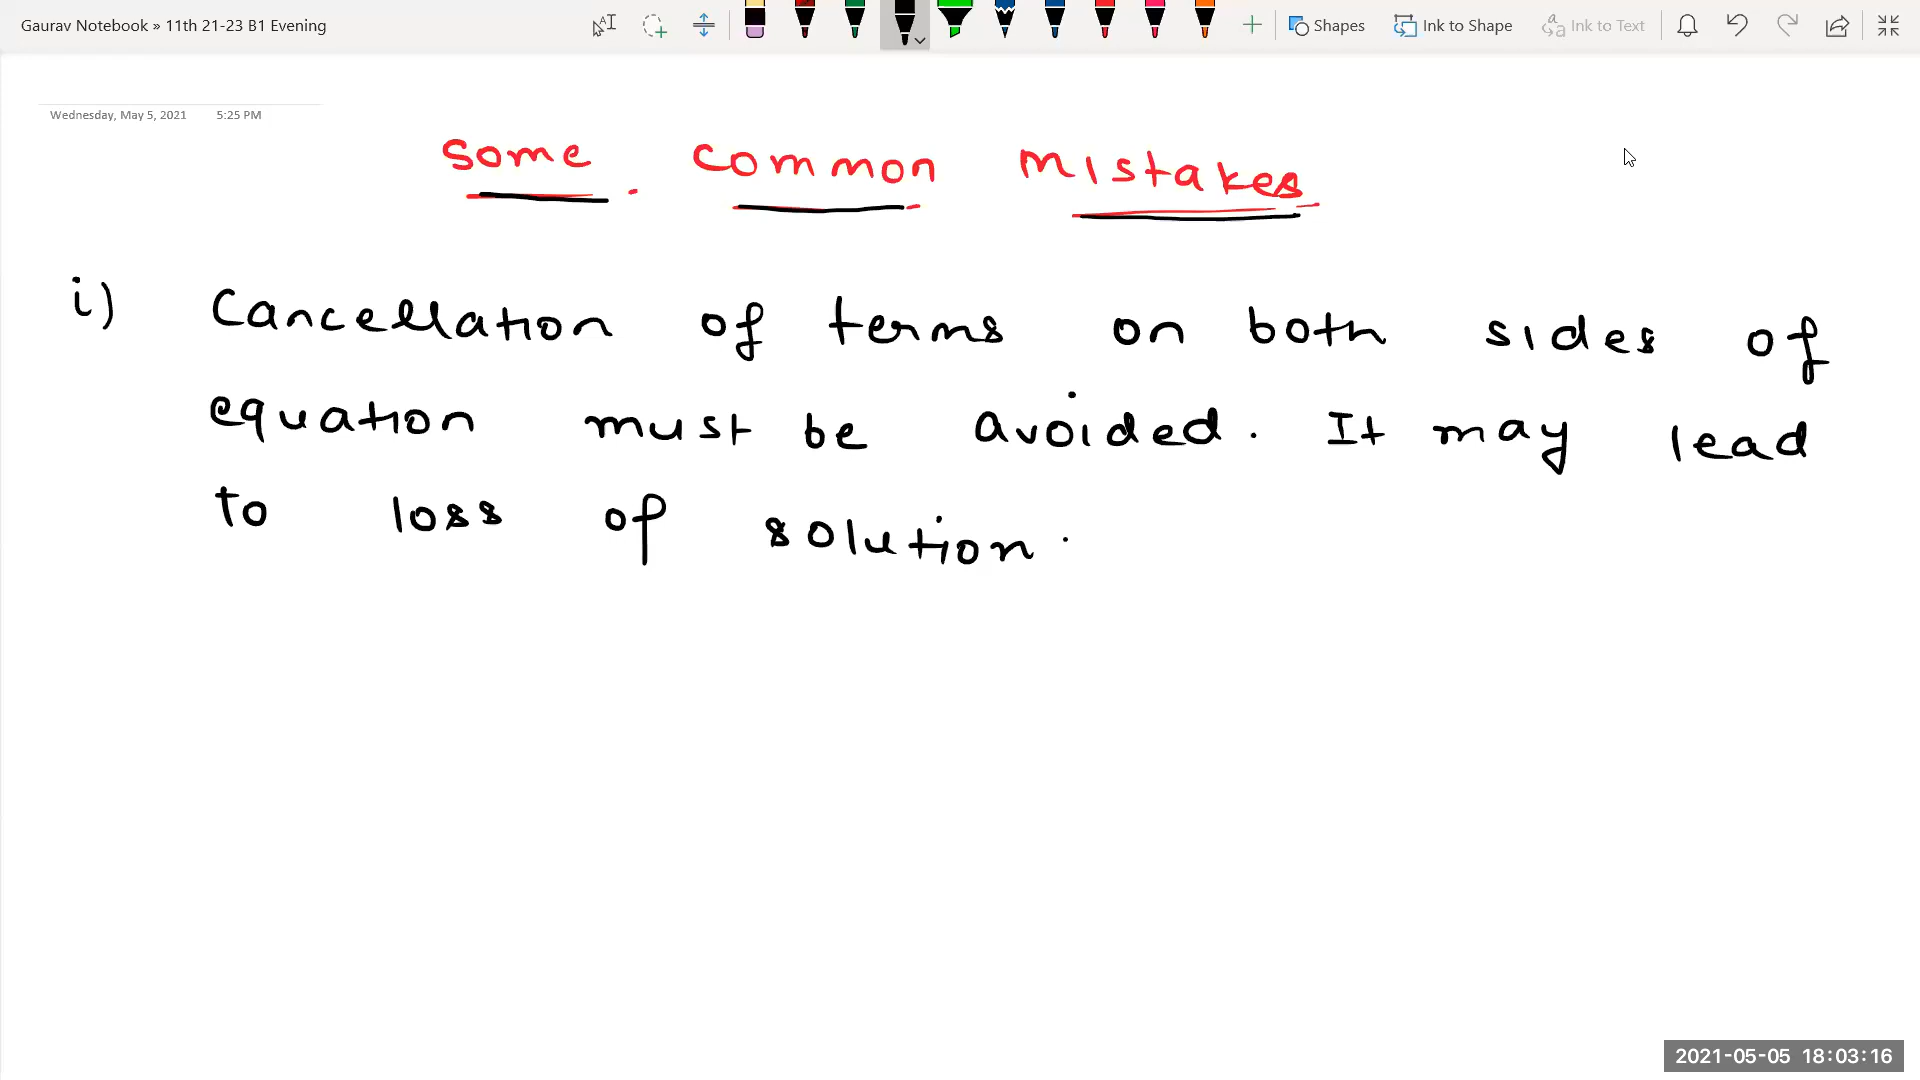 Gaurav Notebook » 11th 21-23 B1 Evening
Shapes
Ink to Shape
Ink to Text
Wednesday, May 5, 2021 5:25 PM
Some Common Mistakes
i) Cancellation of terms on both sides of
equation must be avoided. It may lead
to loss of solution.
2021-05-05 18:03:16